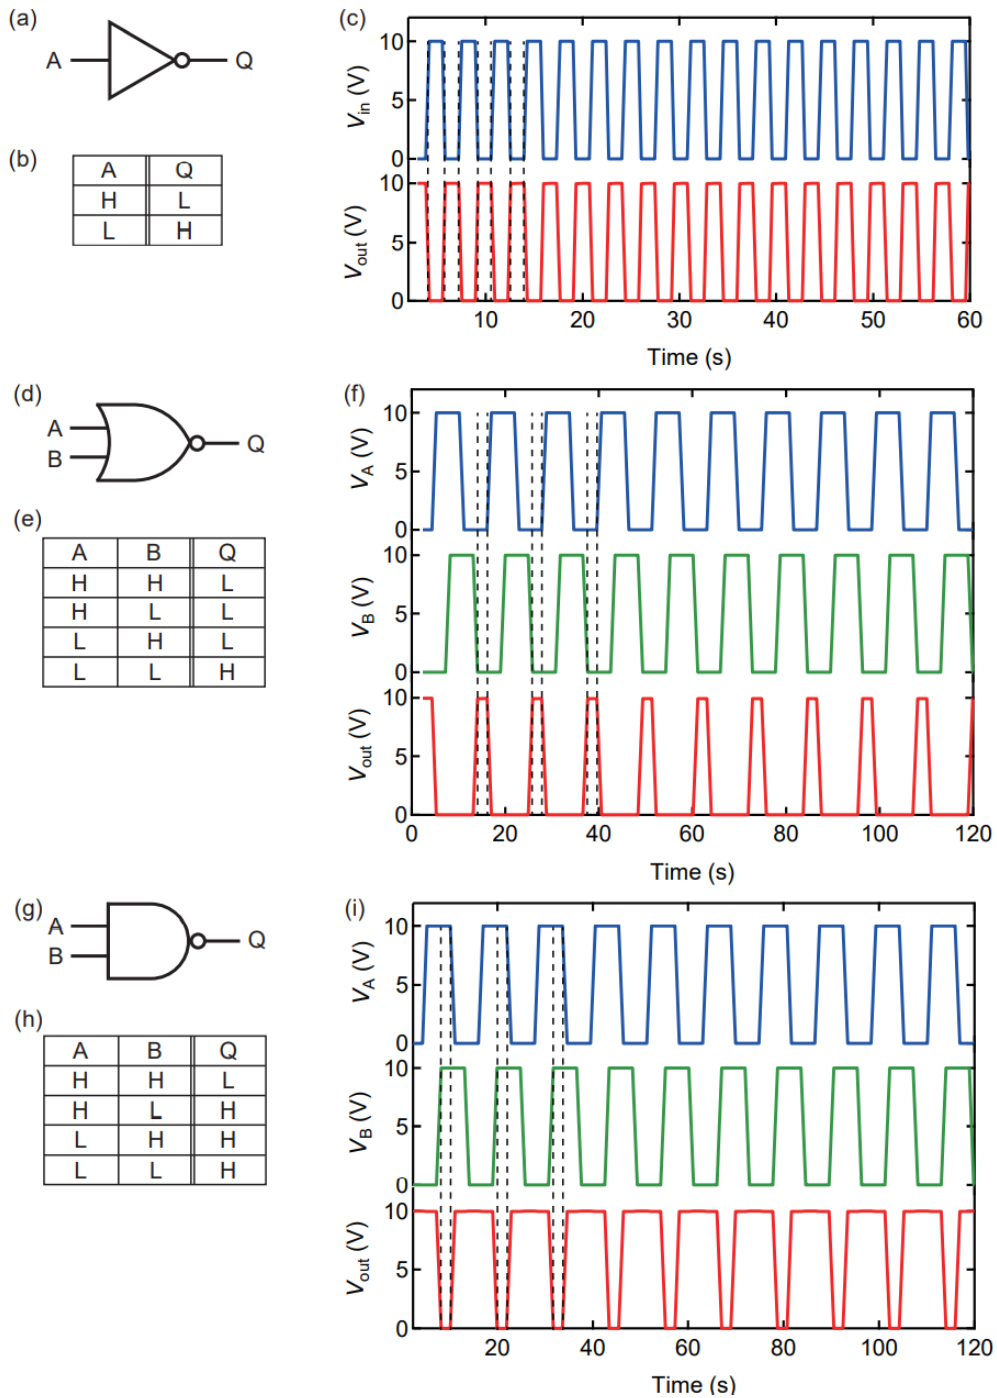 (a)
A Q
(b)
A Q
H L
L H
(c)
10
5
0
V_in (V)
10
5
0
V_out (V)
10 20 30 40 50 60
Time (s)
(d)
A
B
Q
(e)
A B Q
H H L
H L L
L H L
L L H
(f)
10
5
0
V_A (V)
10
5
0
V_B (V)
10
5
0
V_out (V)
0 20 40 60 80 100 120
Time (s)
(g)
A
B
Q
(h)
A B Q
H H L
H L H
L H H
L L H
(i)
10
5
0
V_A (V)
10
5
0
V_B (V)
10
5
0
V_out (V)
20 40 60 80 100 120
Time (s)